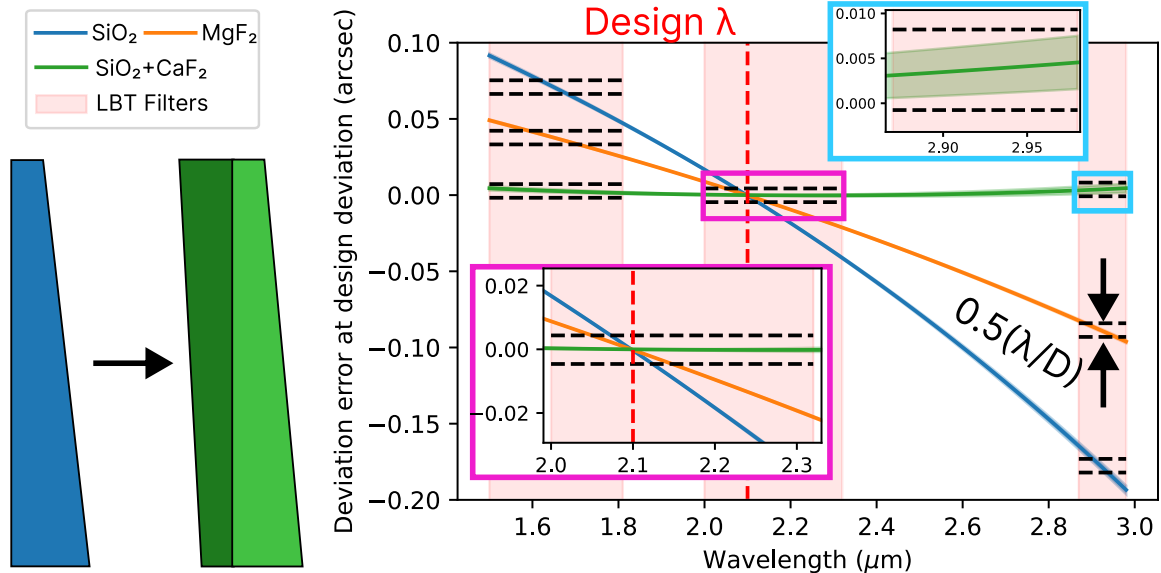 SiO₂ MgF₂
SiO₂+CaF₂
LBT Filters
Design λ
Deviation error at design deviation (arcsec)
0.10
0.05
0.00
−0.05
−0.10
−0.15
−0.20
1.6 1.8 2.0 2.2 2.4 2.6 2.8 3.0
Wavelength (μm)
0.010
0.005
0.000
2.90 2.95
0.02
0.00
−0.02
2.0 2.1 2.2 2.3
0.5(λ/D)